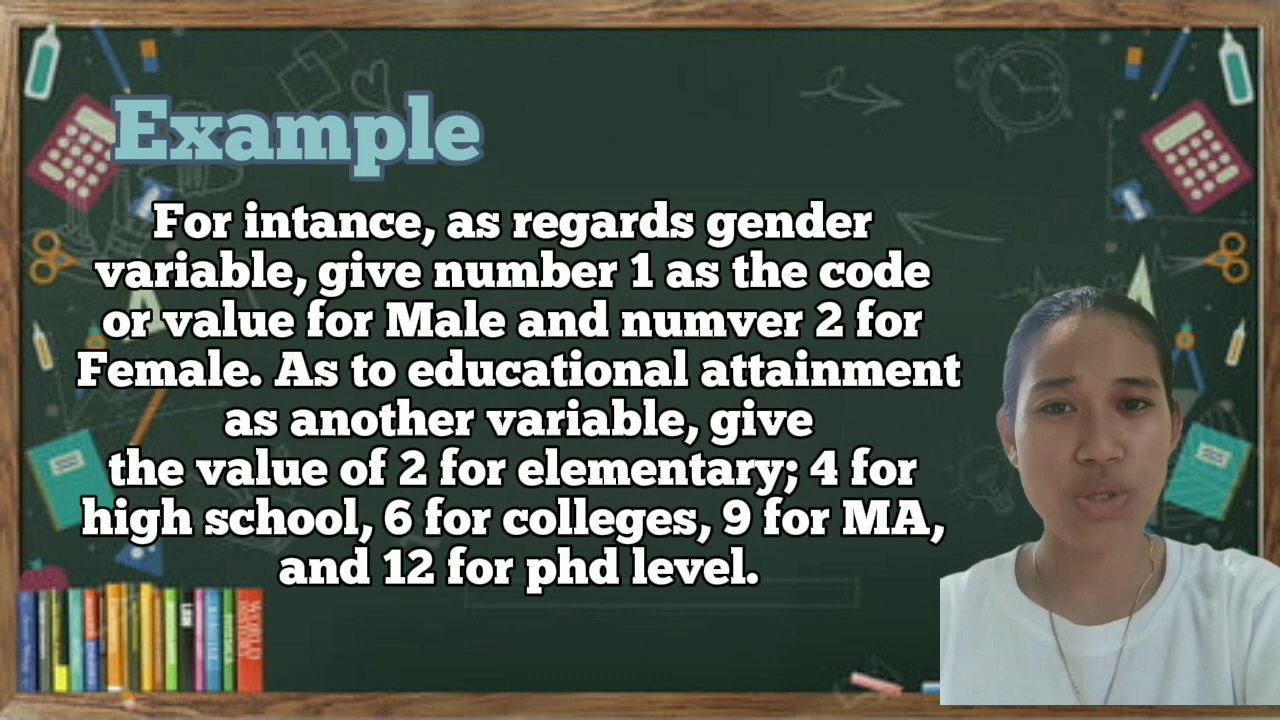 Example
For intance, as regards gender
variable, give number 1 as the code
or value for Male and numver 2 for
Female. As to educational attainment
as another variable, give
the value of 2 for elementary; 4 for
high school, 6 for colleges, 9 for MA,
and 12 for phd level.
WORLD